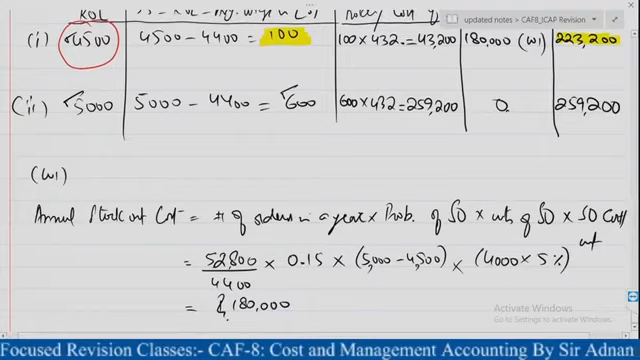 ROL
(i) 4500 4500 - 4400 = 100 100 x 432 = 43,200 180,000 (W1) 223,200
(ii) 5000 5000 - 4400 = 600 600 x 432 = 259,200 0 259,200
(W1)
Annual Stock out Cost = # of orders in a year x Prob. of SO x uts of SO x SO Cost/
ut
= 52,800 x 0.15 x (5,000 - 4,500) x (4000 x 5%)
4400
= 180,000
updated notes
CAF8_ICAP Revision
Activate Windows
Go to Settings to activate Windows.
Focused Revision Classes:- CAF-8: Cost and Management Accounting By Sir Adnan